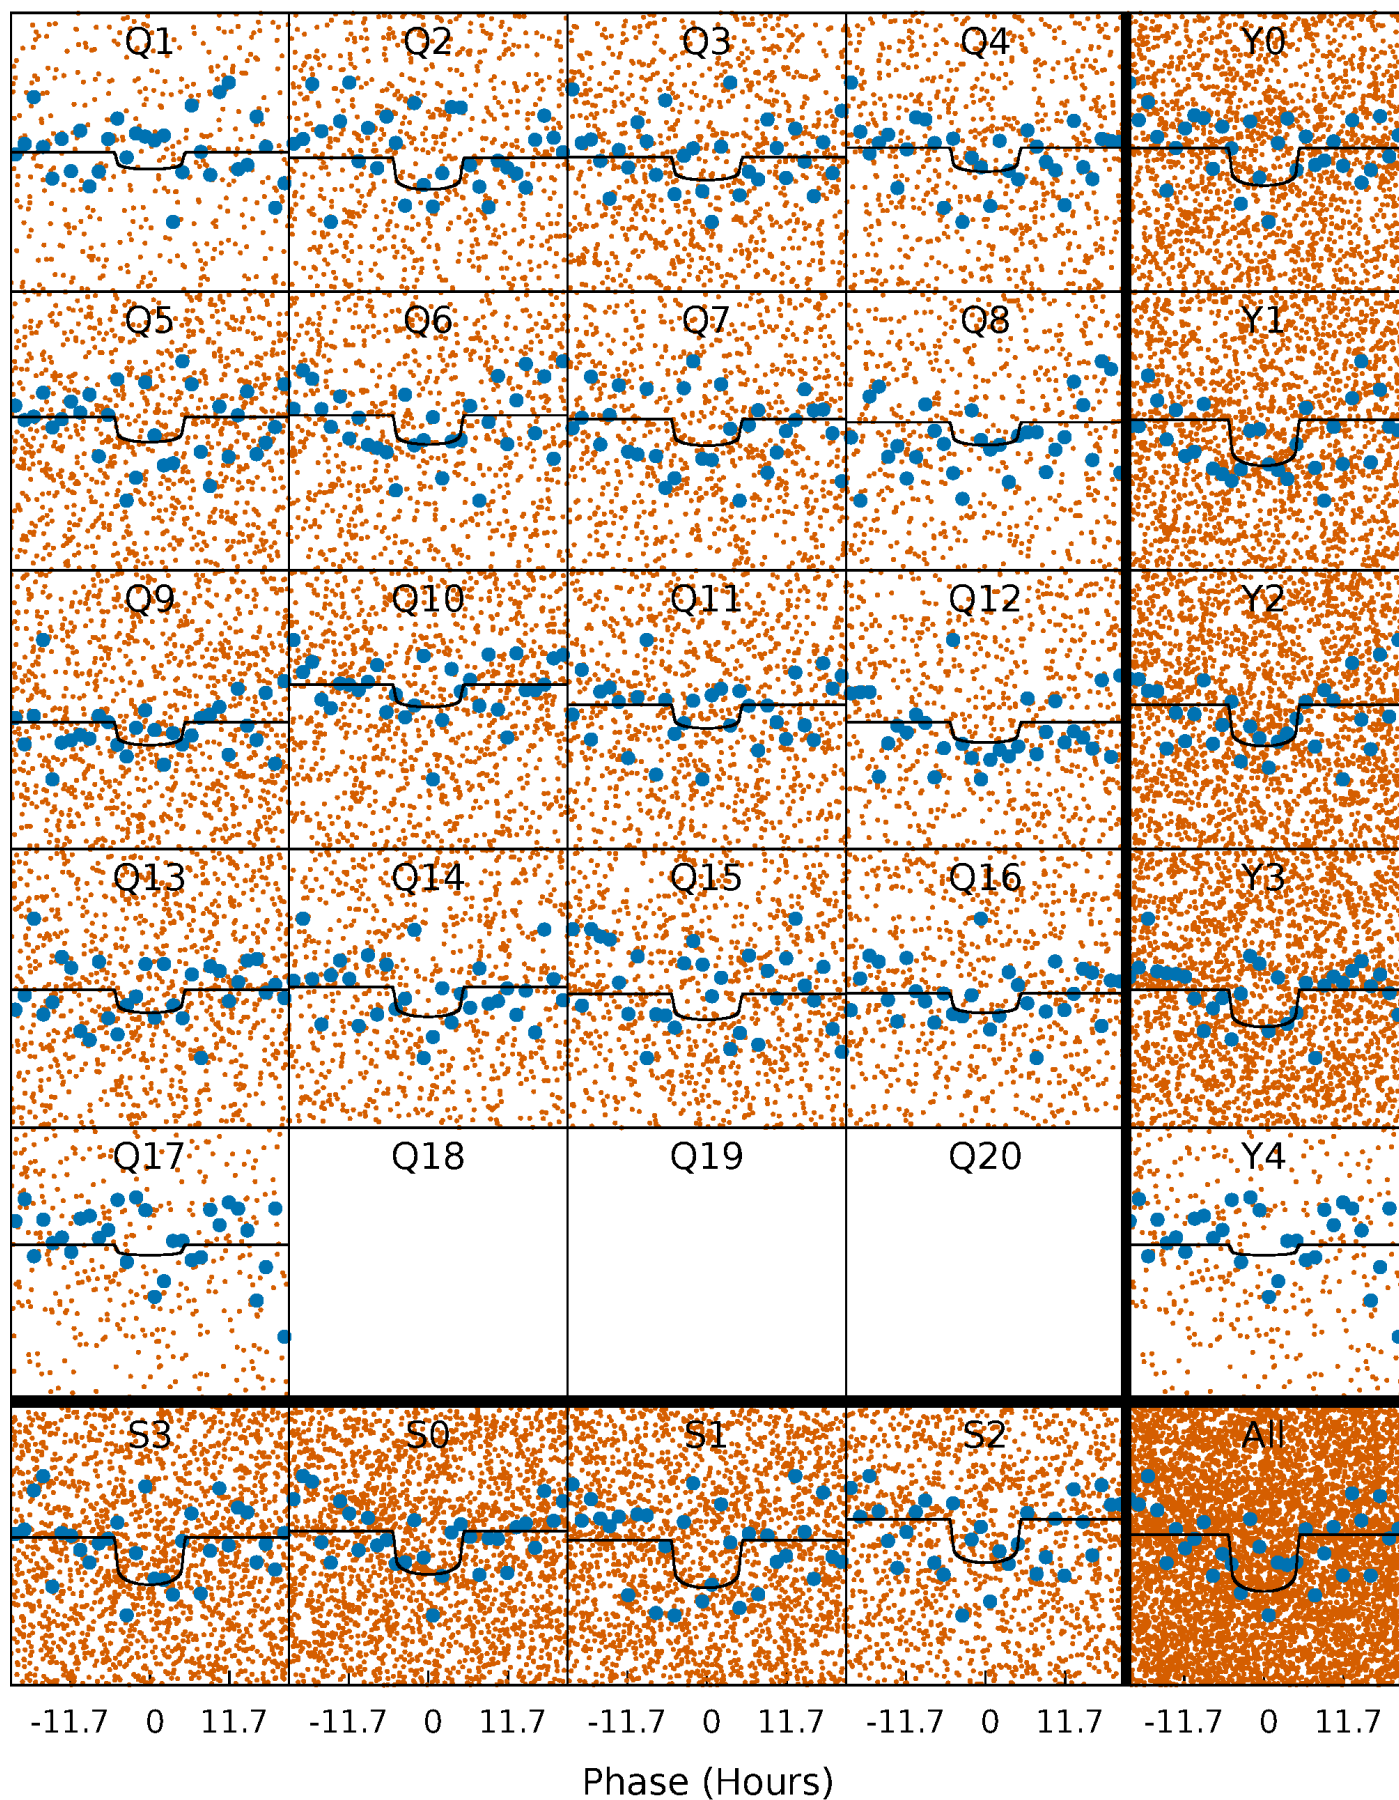 Q1 Q2 Q3 Q4 Y0
Q5 Q6 Q7 Q8 Y1
Q9 Q10 Q11 Q12 Y2
Q13 Q14 Q15 Q16 Y3
Q17 Q18 Q19 Q20 Y4
S3 S0 S1 S2 All
-11.7 0 11.7 -11.7 0 11.7 -11.7 0 11.7 -11.7 0 11.7 -11.7 0 11.7
Phase (Hours)